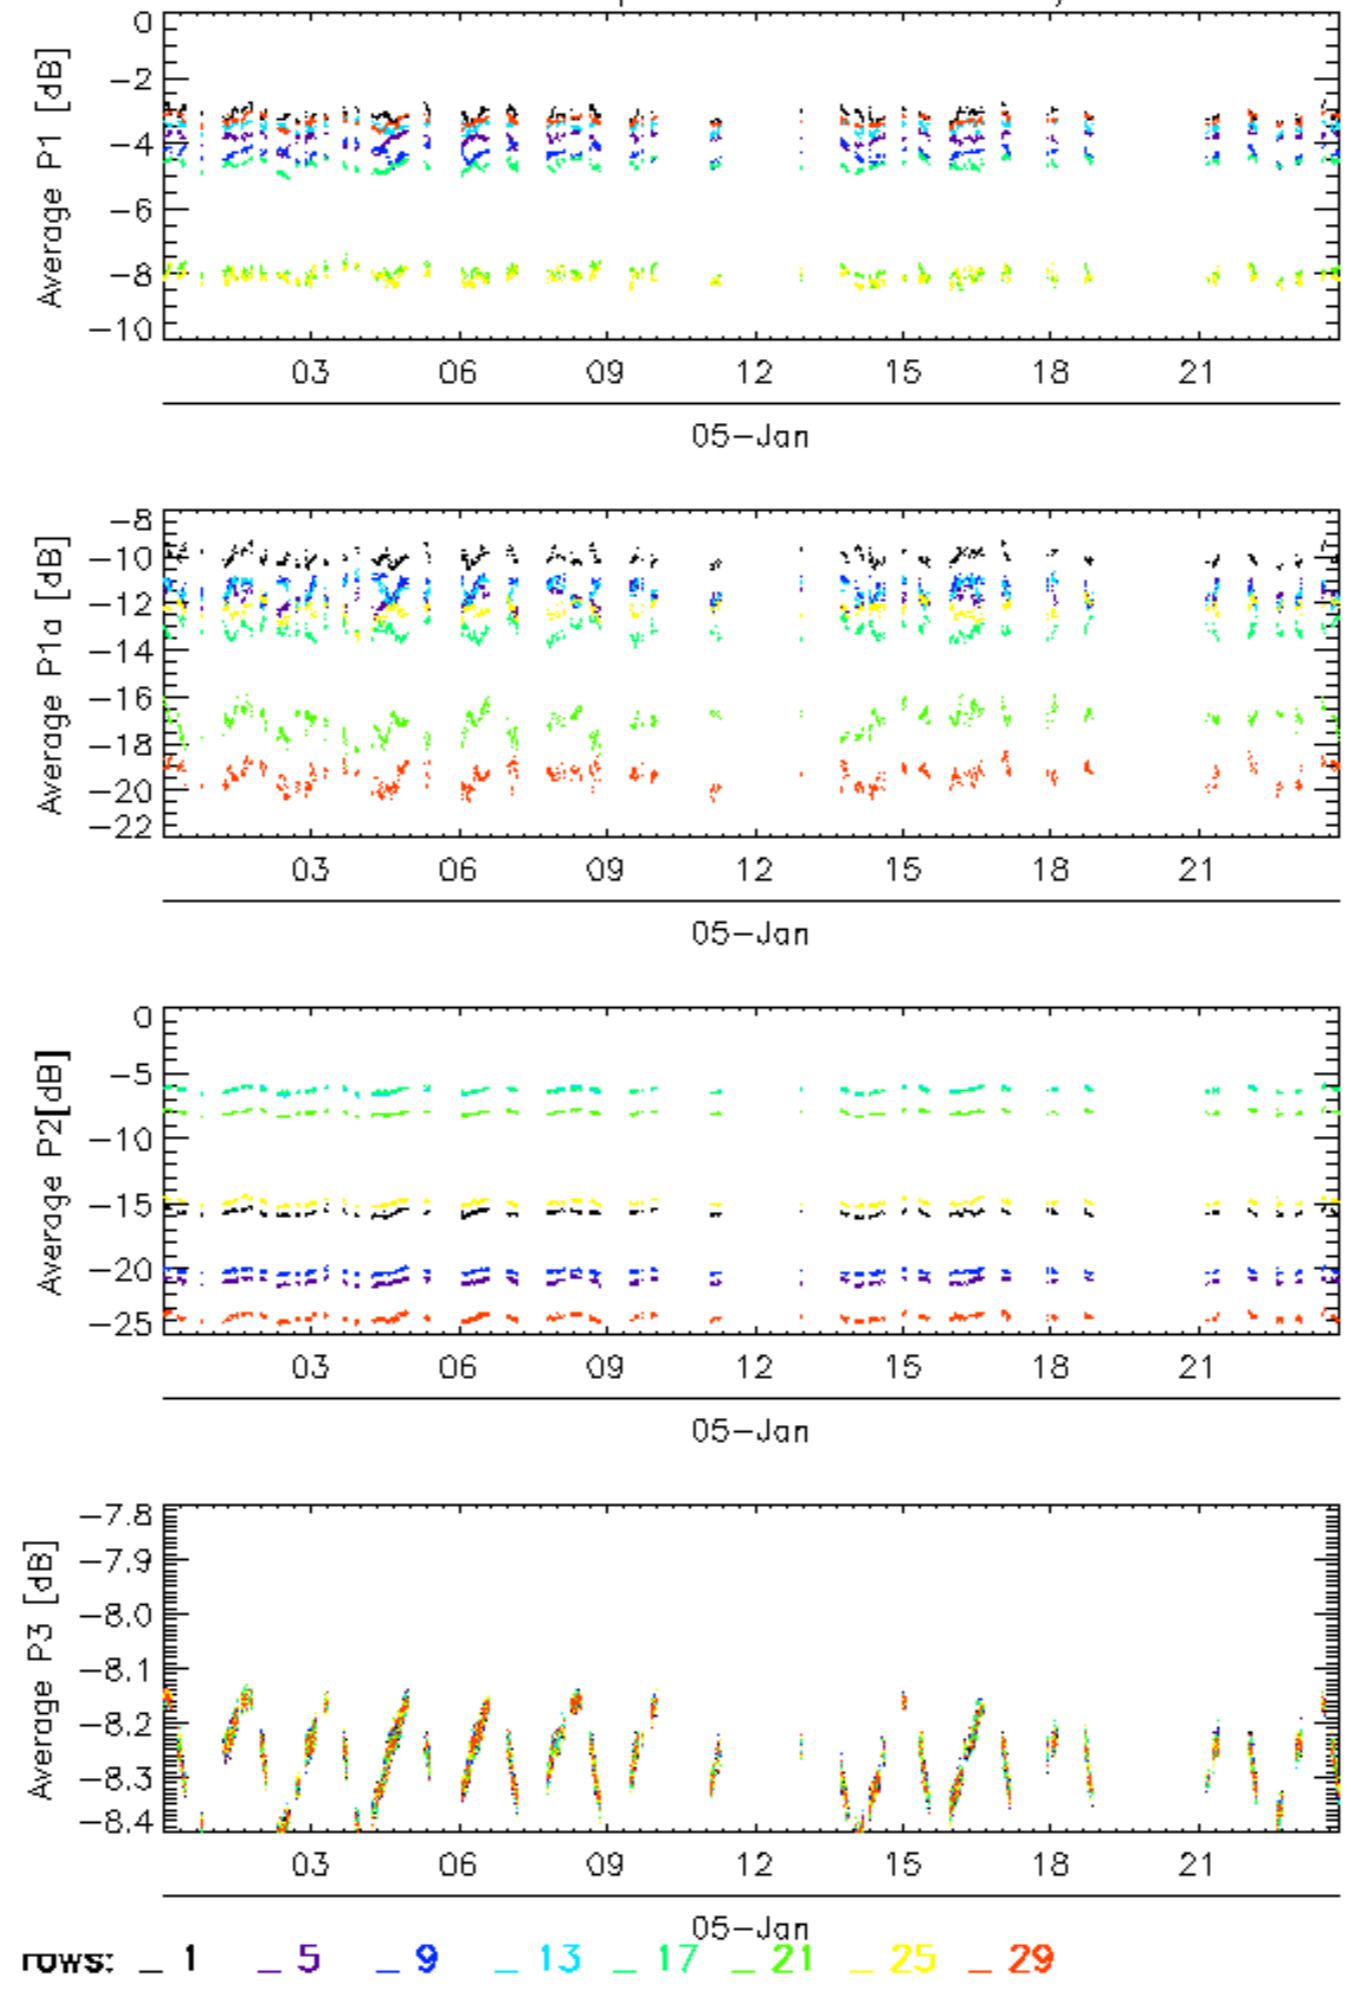 0
-2
-4
-6
-8
-10
Average P1 [dB]
03 06 09 12 15 18 21
05-Jan
-8
-10
-12
-14
-16
-18
-20
-22
Average P1a [dB]
03 06 09 12 15 18 21
05-Jan
0
-5
-10
-15
-20
-25
Average P2[dB]
03 06 09 12 15 18 21
05-Jan
-7.8
-7.9
-8.0
-8.1
-8.2
-8.3
-8.4
Average P3 [dB]
03 06 09 12 15 18 21
05-Jan
rows: _ 1 _ 5 _ 9 _ 13 _ 17 _ 21 _ 25 _ 29